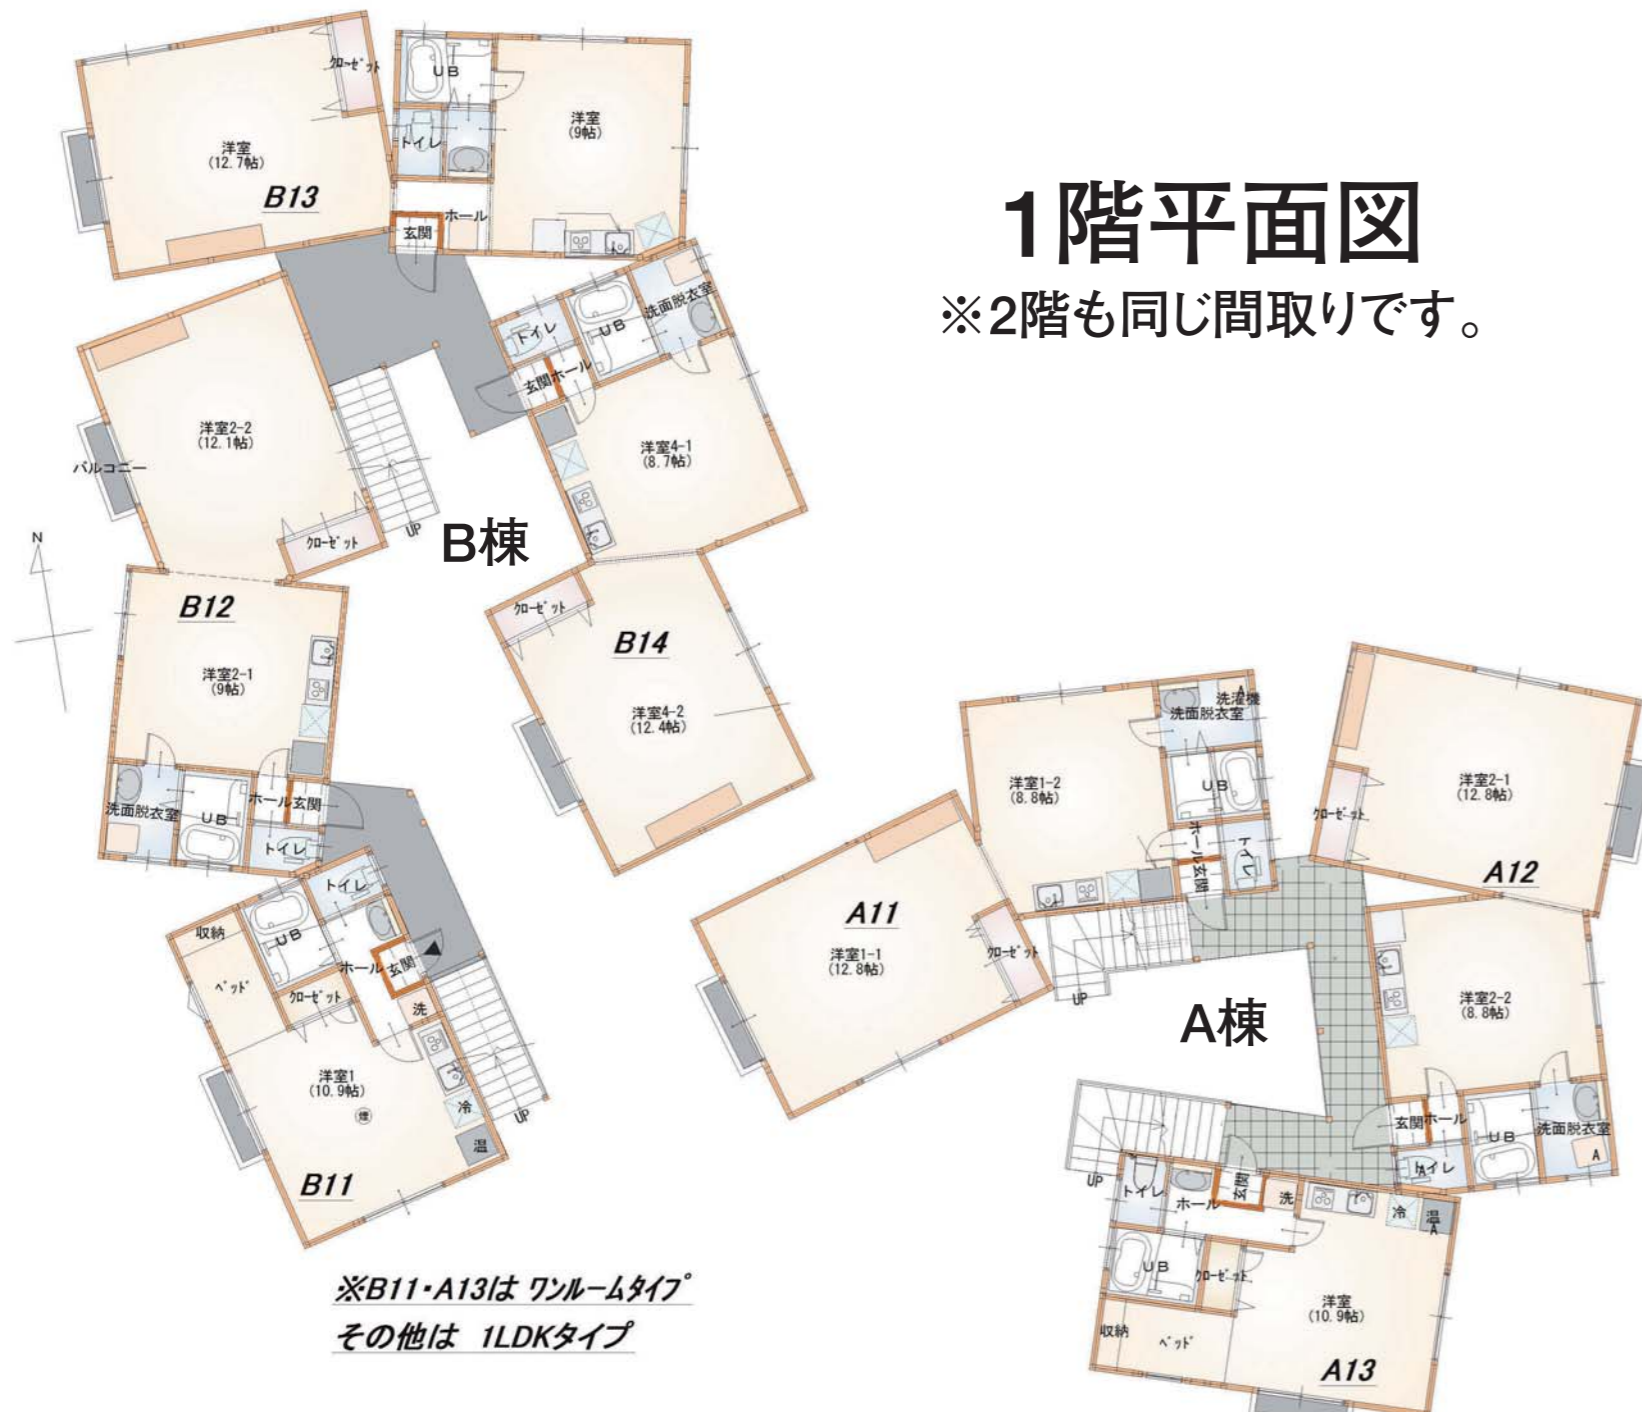 1階平面図
※2階も同じ間取りです。
クローゼット
洋室
(12.7帖)
B13
UB
トイレ
洋室
(9帖)
ホール
玄関
トイレ
UB
洗面脱衣室
玄関
ホール
洋室4-1
(8.7帖)
洋室2-2
(12.1帖)
バルコニー
クローゼット
UP
B棟
N
B12
洋室2-1
(9帖)
洗面脱衣室
UB
ホール
玄関
トイレ
クローゼット
B14
洋室4-2
(12.4帖)
トイレ
収納
UB
ホール
玄関
ベッド
クローゼット
洗
洋室1
(10.9帖)
煙
冷
温
UP
B11
※B11・A13は ワンルームタイプ
その他は 1LDKタイプ
洋室1-2
(8.8帖)
A
洗濯機
洗面脱衣室
UB
ホール
玄関
トイレ
A11
洋室1-1
(12.8帖)
クローゼット
UP
洋室2-1
(12.8帖)
クローゼット
A12
A棟
洋室2-2
(8.8帖)
玄関
ホール
UB
洗面脱衣室
A
トイレ
A
UP
トイレ
ホール
玄関
洗
冷
温
A
UB
クローゼット
洋室
(10.9帖)
収納
ベッド
A13